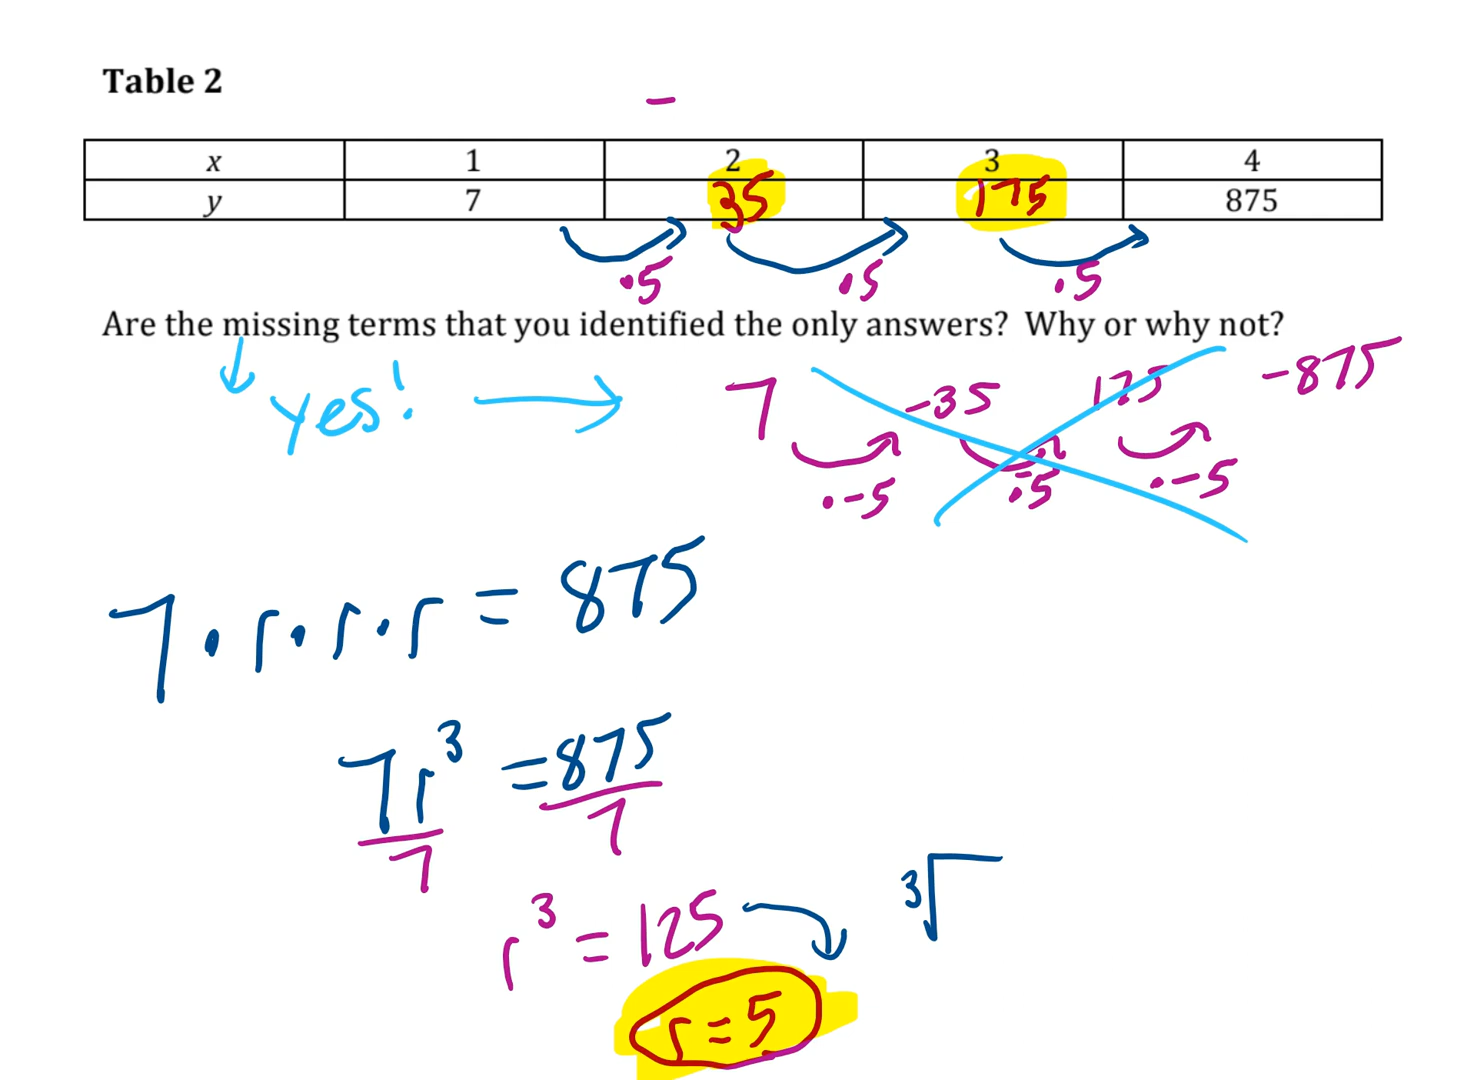 Table 2
x 1 2 3 4
y 7 35 175 875
·5 ·5 ·5
Are the missing terms that you identified the only answers? Why or why not?
yes! 7 -35 175 -875
·-5 ·-5 ·-5
7·r·r·r = 875
7r³ = 875
7 7
r³ = 125 ³√
r = 5